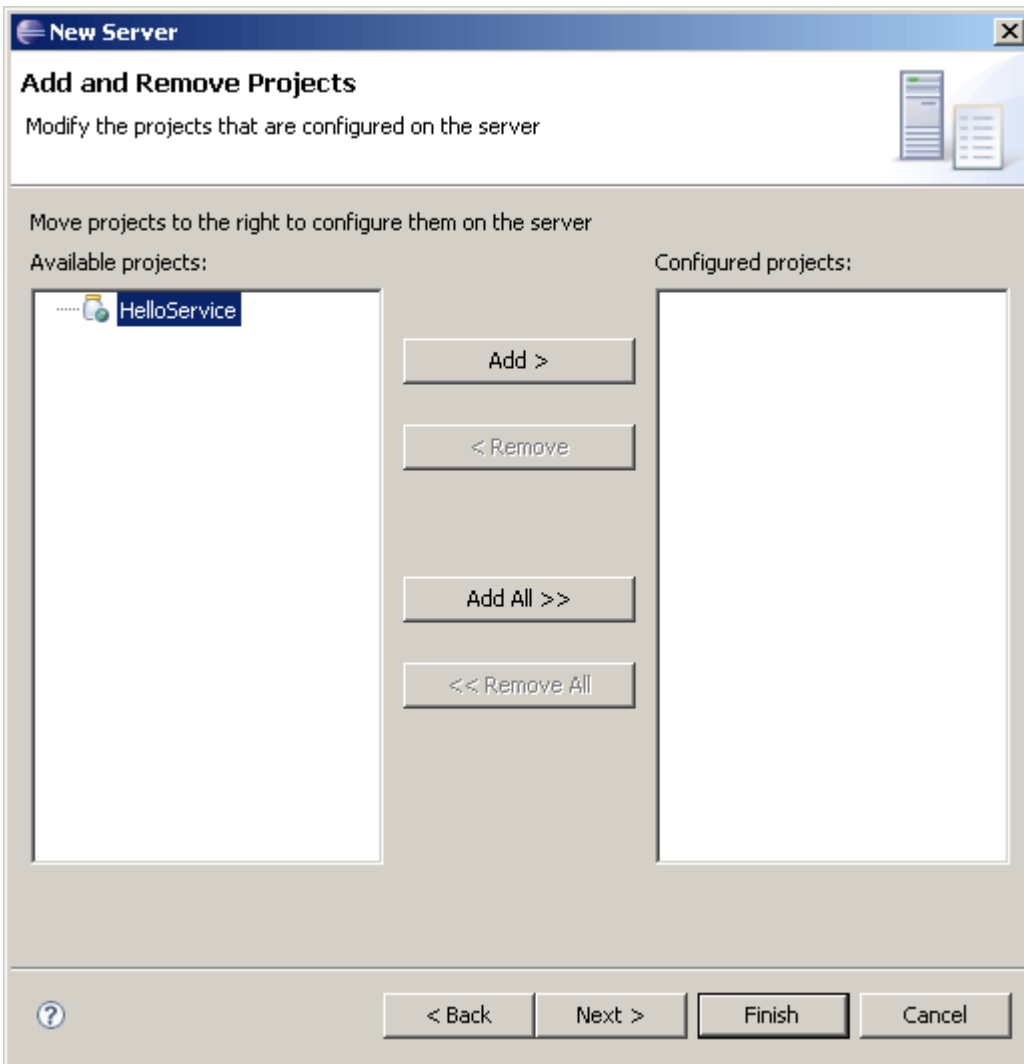 New Server
Add and Remove Projects
Modify the projects that are configured on the server
Move projects to the right to configure them on the server
Available projects:
Configured projects:
HelloService
Add >
< Remove
Add All >>
<< Remove All
?
< Back
Next >
Finish
Cancel